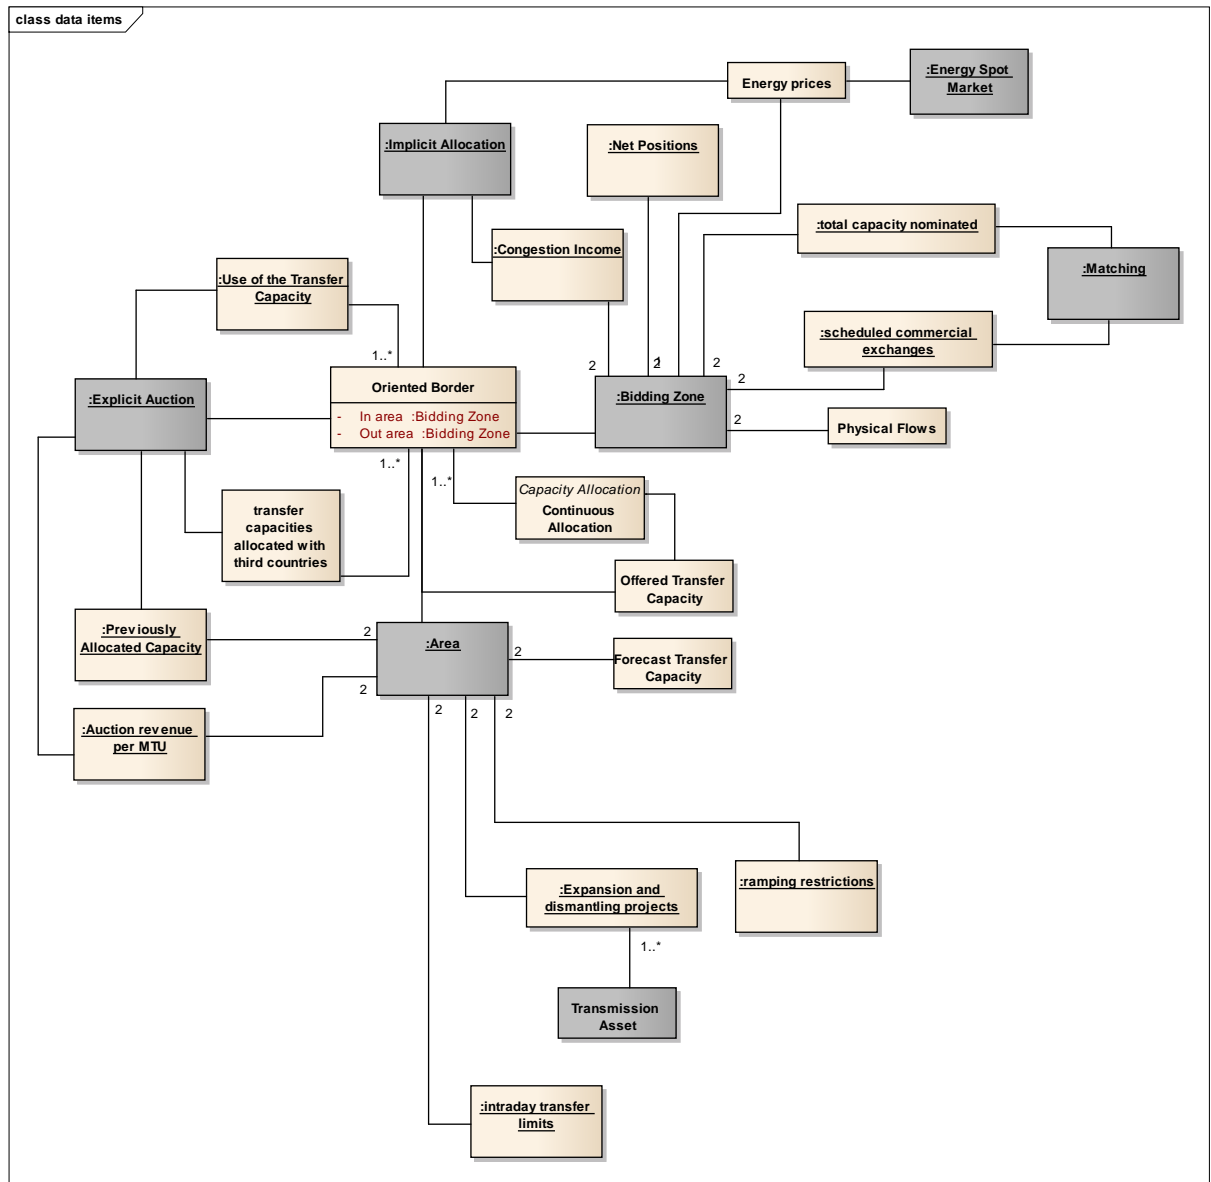 class data items
:Energy Spot
Market
Energy prices
:Implicit Allocation
:Net Positions
:total capacity nominated
:Congestion Income
:Matching
:Use of the Transfer
Capacity
:scheduled commercial
exchanges
1..*
2
2
2
2
Oriented Border
- In area :Bidding Zone
- Out area :Bidding Zone
:Explicit Auction
:Bidding Zone
2
Physical Flows
1..*
1..*
Capacity Allocation
Continuous
Allocation
transfer
capacities
allocated with
third countries
Offered Transfer
Capacity
:Previously
Allocated Capacity
2
:Area
2
Forecast Transfer
Capacity
2
2
2
2
:Auction revenue
per MTU
:ramping restrictions
:Expansion and
dismantling projects
1..*
Transmission
Asset
:intraday transfer
limits